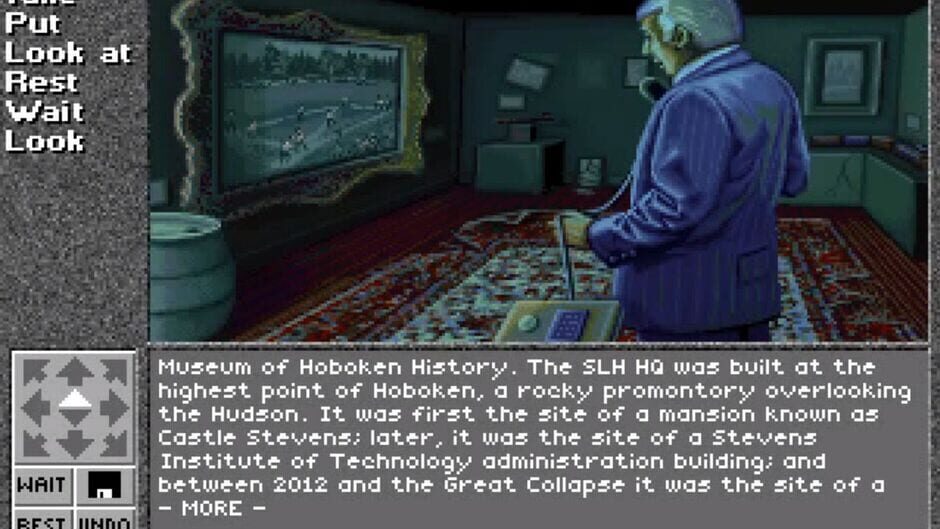 Put
Look at
Rest
Wait
Look
Museum of Hoboken History. The SLH HQ was built at the
highest point of Hoboken, a rocky promontory overlooking
the Hudson. It was first the site of a mansion known as
Castle Stevens; later, it was the site of a Stevens
Institute of Technology administration building; and
between 2012 and the Great Collapse it was the site of a
- MORE -
WAIT
REST UNDO